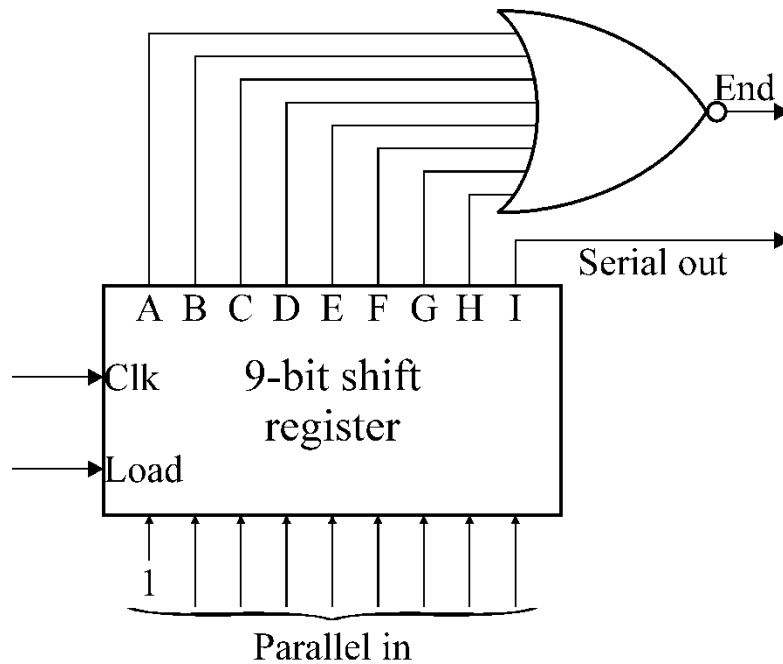 End
Serial out
A B C D E F G H I
Clk
9-bit shift
register
Load
1
Parallel in